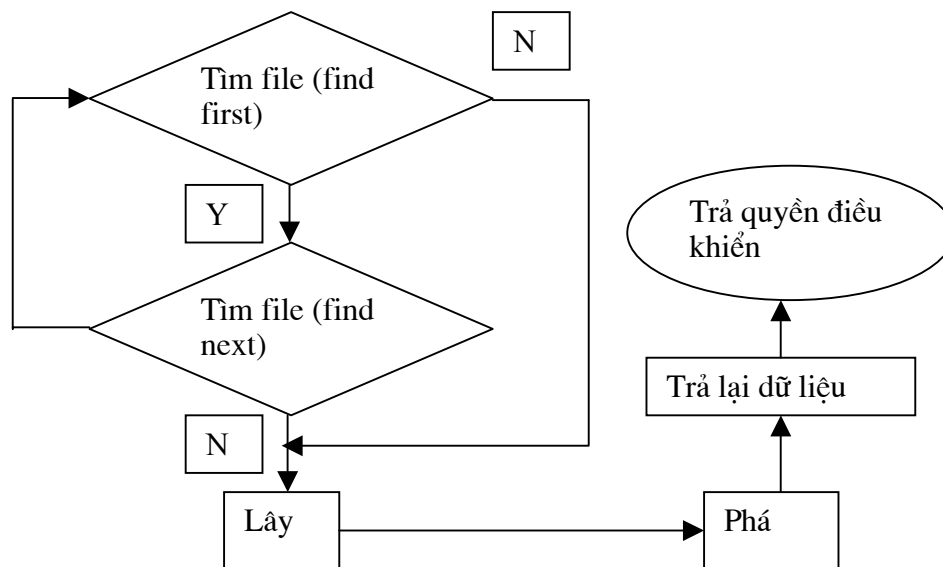 N
Tìm file (find
first)
Y
Trả quyền điều
khiển
Tìm file (find
next)
Trả lại dữ liệu
N
Lây
Phá